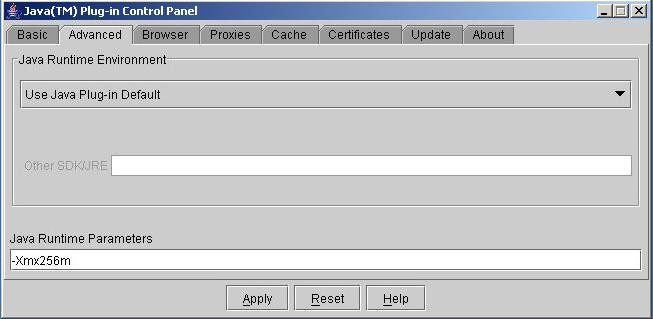 Java(TM) Plug-in Control Panel
Basic Advanced Browser Proxies Cache Certificates Update About
Java Runtime Environment
Use Java Plug-in Default
Other SDK/JRE
Java Runtime Parameters
-Xmx256m
Apply Reset Help